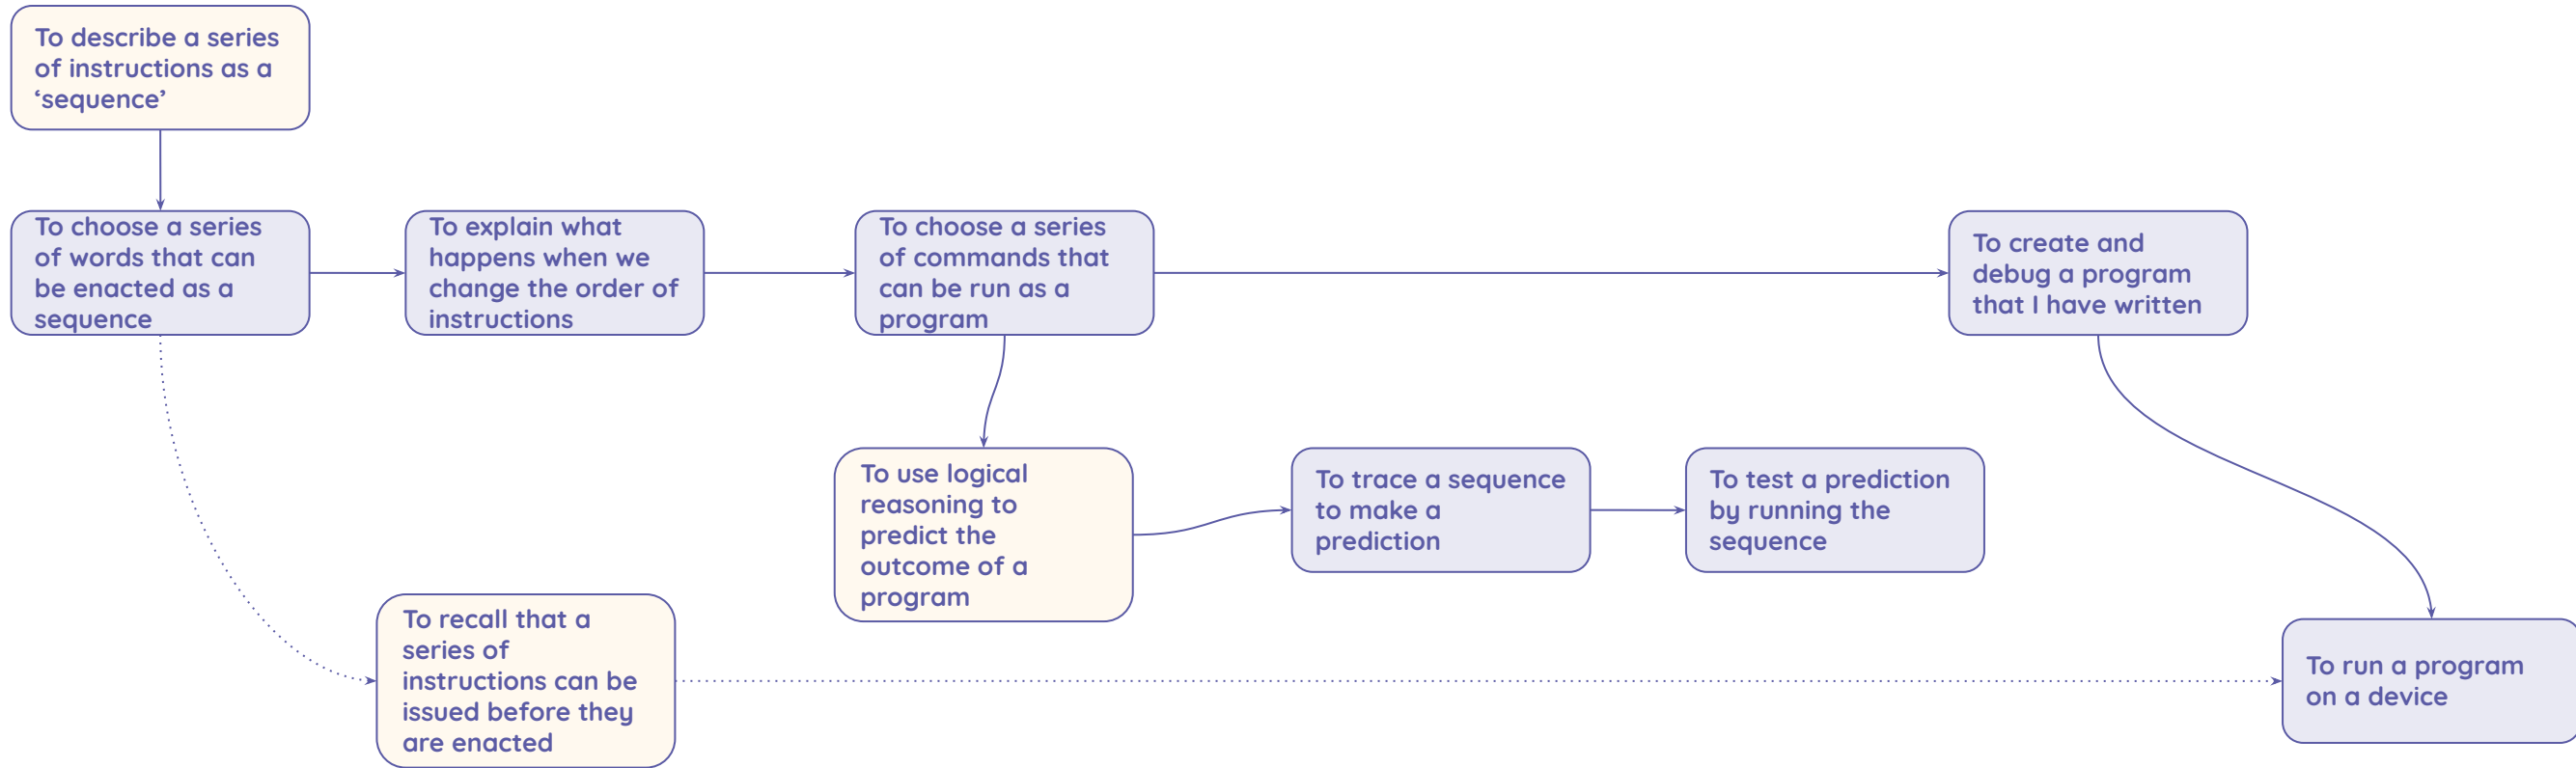 To describe a series
of instructions as a
‘sequence’
To choose a series
of words that can
be enacted as a
sequence
To explain what
happens when we
change the order of
instructions
To choose a series
of commands that
can be run as a
program
To create and
debug a program
that I have written
To use logical
reasoning to
predict the
outcome of a
program
To trace a sequence
to make a
prediction
To test a prediction
by running the
sequence
To recall that a
series of
instructions can be
issued before they
are enacted
To run a program
on a device